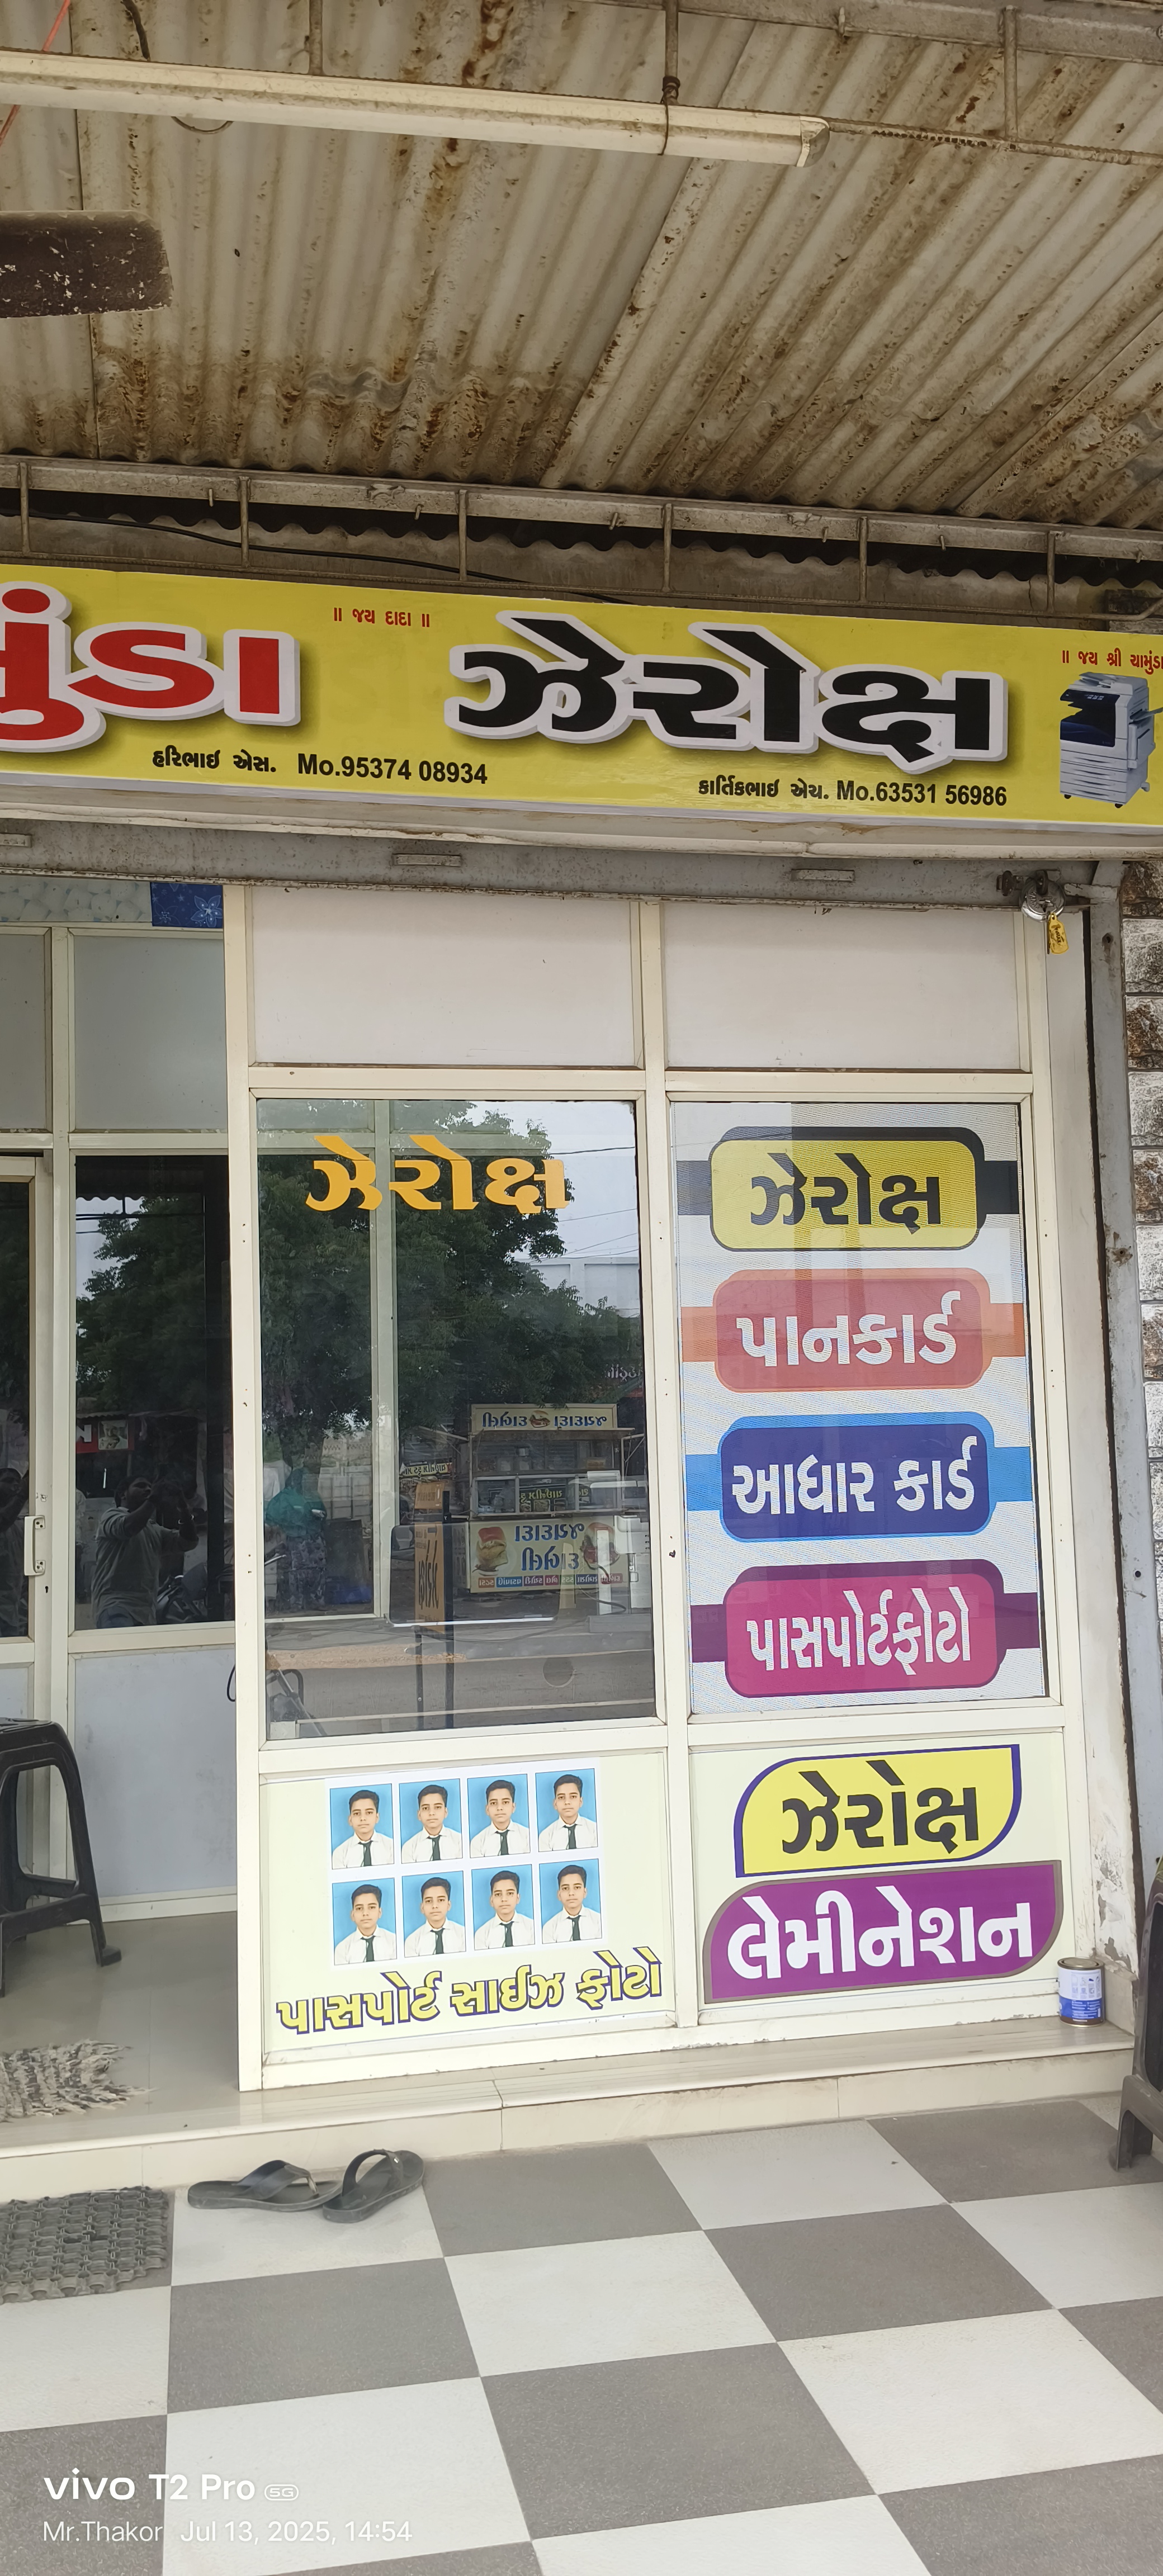 ॥ જય દાદા ॥
ઝેરોક્ષ
॥ જય શ્રી ચામુંડા
હરિભાઈ એસ. Mo.95374 08934
કાર્તિકભાઈ એચ. Mo.63531 56986
ઝેરોક્ષ
ઝેરોક્ષ
પાનકાર્ડ
આધાર કાર્ડ
પાસપોર્ટફોટો
પાસપોર્ટ સાઈઝ ફોટો
ઝેરોક્ષ
લેમીનેશન
vivo T2 Pro 5G
Mr.Thakor Jul 13, 2025, 14:54